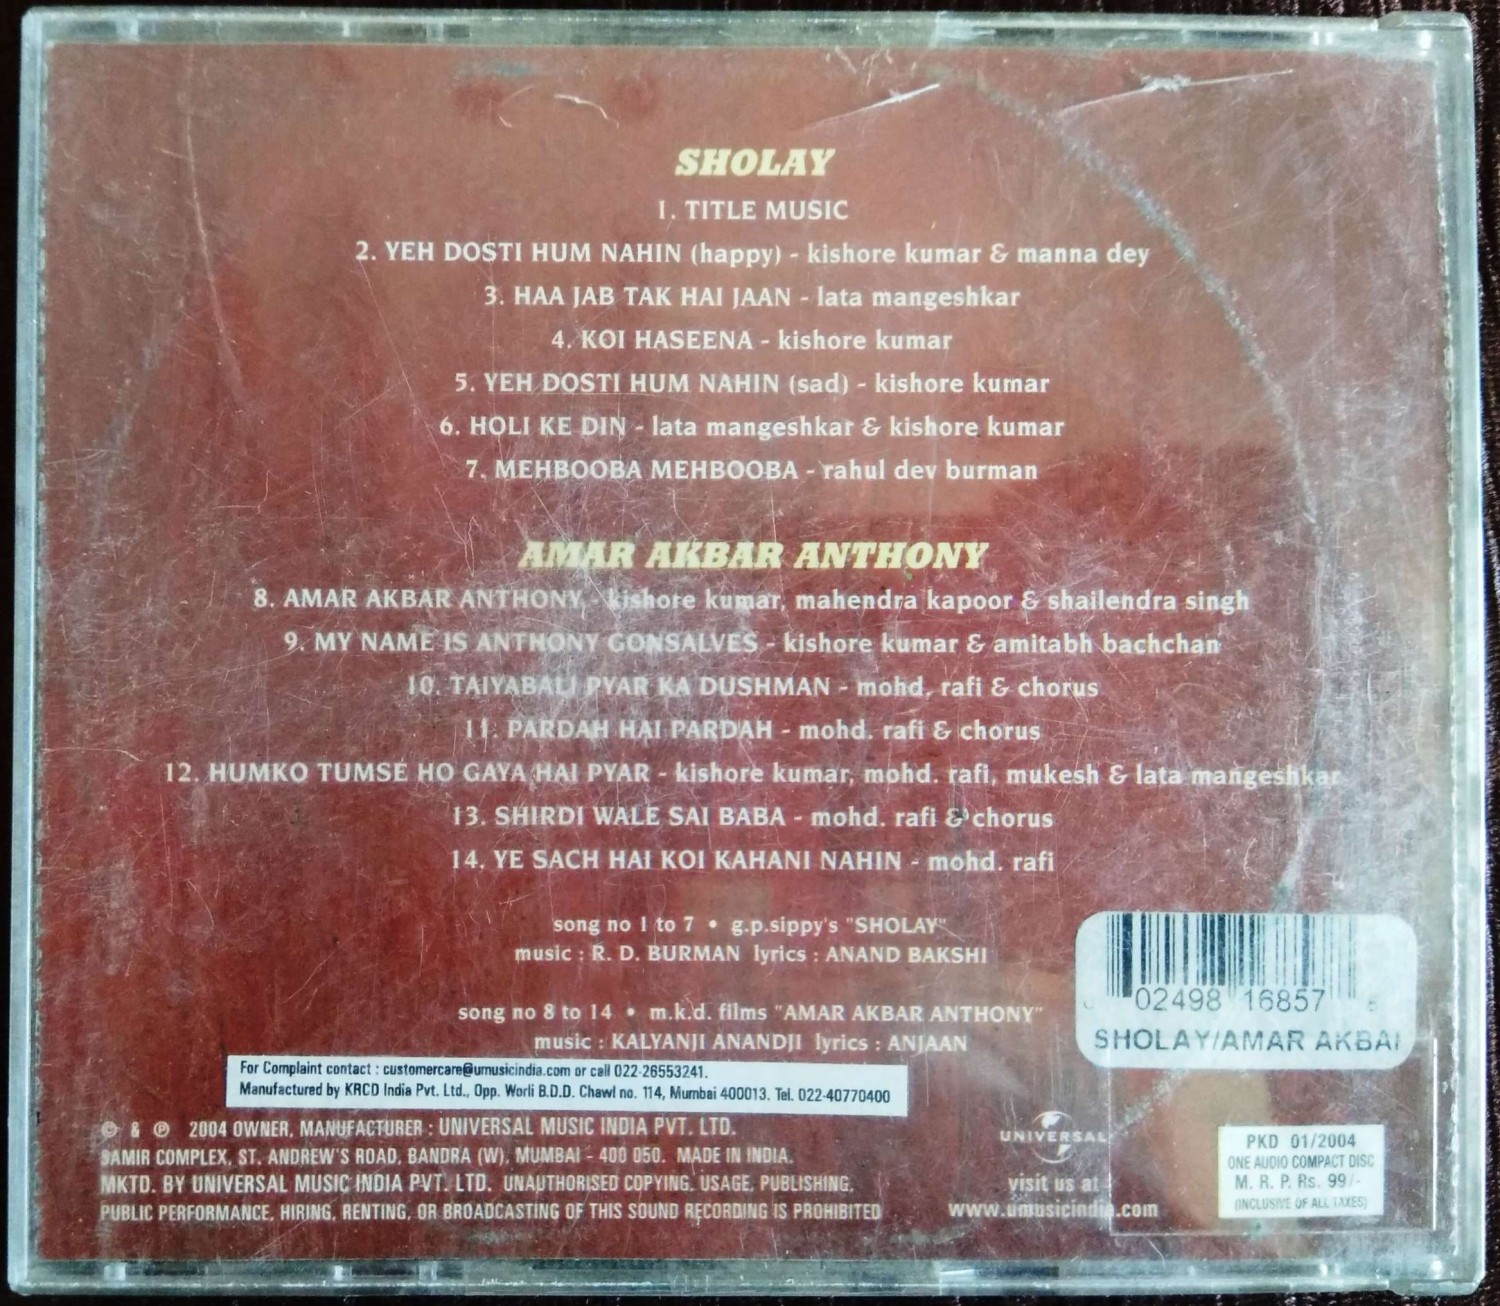 SHOLAY
1. TITLE MUSIC
2. YEH DOSTI HUM NAHIN (happy) - kishore kumar & manna dey
3. HAA JAB TAK HAI JAAN - lata mangeshkar
4. KOI HASEENA - kishore kumar
5. YEH DOSTI HUM NAHIN (sad) - kishore kumar
6. HOLI KE DIN - lata mangeshkar & kishore kumar
7. MEHBOOBA MEHBOOBA - rahul dev burman
AMAR AKBAR ANTHONY
8. AMAR AKBAR ANTHONY - kishore kumar, mahendra kapoor & shailendra singh
9. MY NAME IS ANTHONY GONSALVES - kishore kumar & amitabh bachchan
10. TAIYABALI PYAR KA DUSHMAN - mohd. rafi & chorus
11. PARDAH HAI PARDAH - mohd. rafi & chorus
12. HUMKO TUMSE HO GAYA HAI PYAR - kishore kumar, mohd. rafi, mukesh & lata mangeshkar
13. SHIRDI WALE SAI BABA - mohd. rafi & chorus
14. YE SACH HAI KOI KAHANI NAHIN - mohd. rafi
song no 1 to 7 • g.p.sippy's "SHOLAY"
music : R. D. BURMAN lyrics : ANAND BAKSHI
song no 8 to 14 • m.k.d. films "AMAR AKBAR ANTHONY"
music : KALYANJI ANANDJI lyrics : ANJAAN
02498 16857
SHOLAY/AMAR AKBAI
For Complaint contact : customercare@umusicindia.com or call 022-26553241.
Manufactured by KRCD India Pvt. Ltd., Opp. Worli B.D.D. Chawl no. 114, Mumbai 400013. Tel. 022-40770400
© & ℗ 2004 OWNER, MANUFACTURER : UNIVERSAL MUSIC INDIA PVT. LTD.
SAMIR COMPLEX, ST. ANDREW'S ROAD, BANDRA (W), MUMBAI - 400 050. MADE IN INDIA.
MKTD. BY UNIVERSAL MUSIC INDIA PVT. LTD. UNAUTHORISED COPYING, USAGE, PUBLISHING,
PUBLIC PERFORMANCE, HIRING, RENTING, OR BROADCASTING OF THIS SOUND RECORDING IS PROHIBITED
UNIVERSAL
visit us at
www.umusicindia.com
PKD 01/2004
ONE AUDIO COMPACT DISC
M. R. P. Rs. 99/-
(INCLUSIVE OF ALL TAXES)